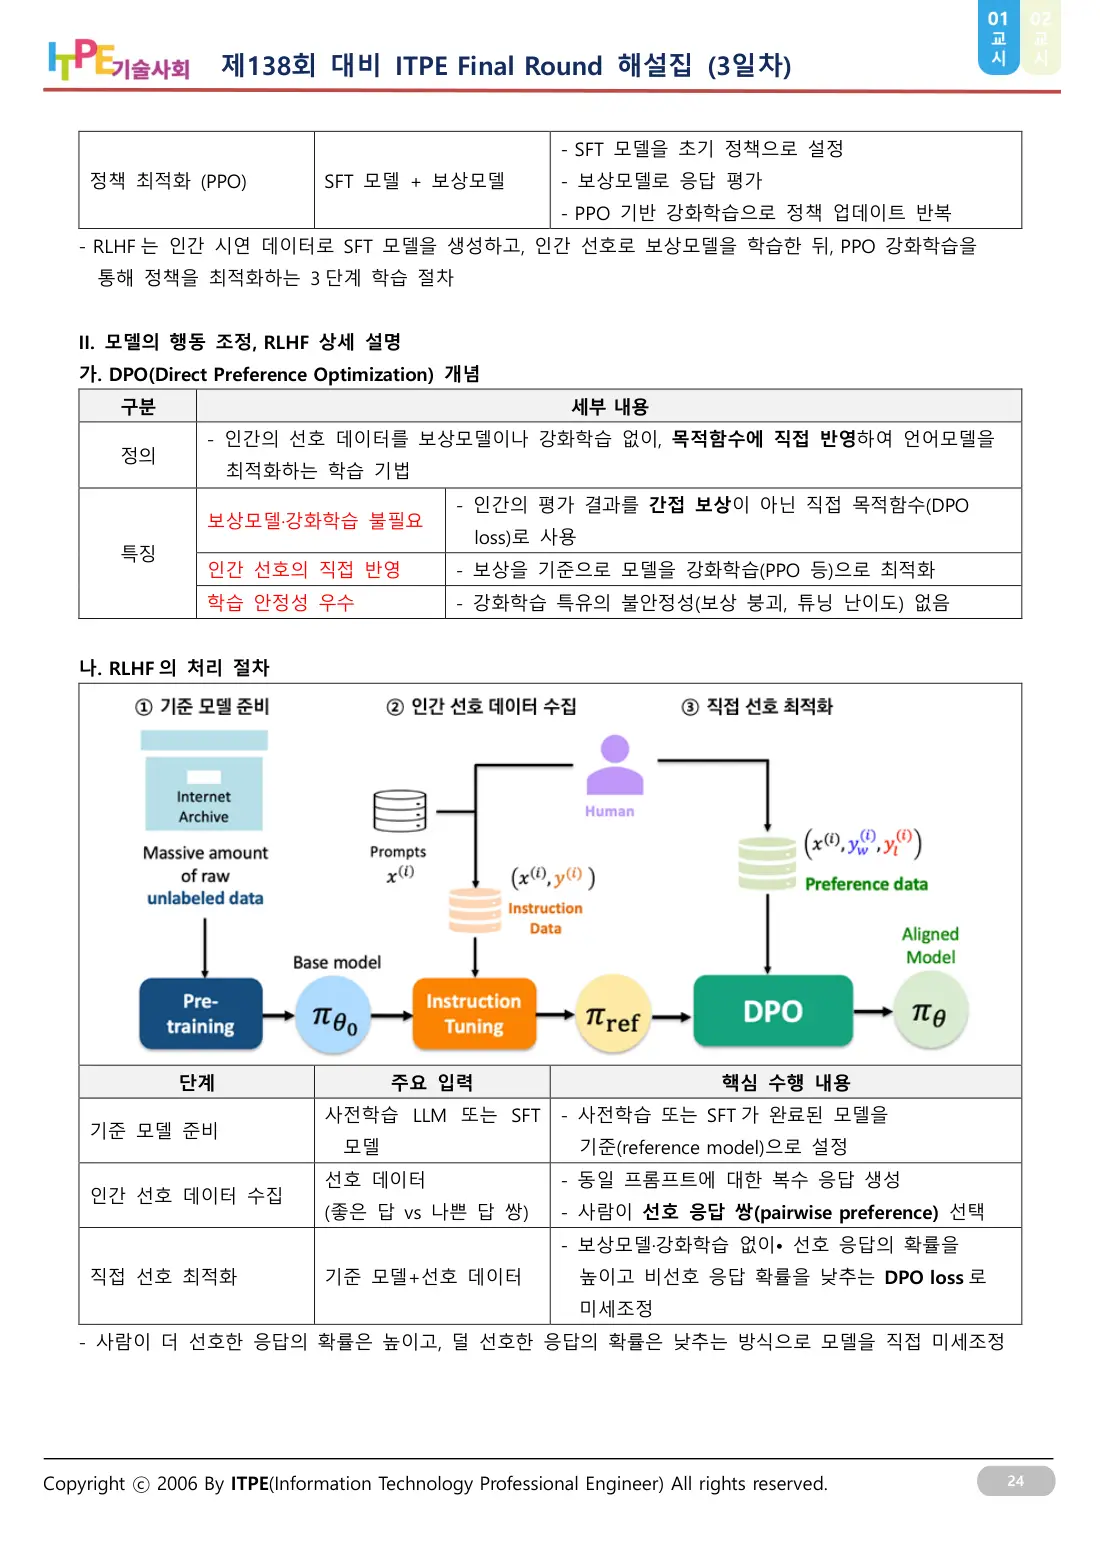 ITPE기술사회 제138회 대비 ITPE Final Round 해설집 (3일차)
01 교시
02 교시
정책 최적화 (PPO)
SFT 모델 + 보상모델
- SFT 모델을 초기 정책으로 설정
- 보상모델로 응답 평가
- PPO 기반 강화학습으로 정책 업데이트 반복
- RLHF는 인간 시연 데이터로 SFT 모델을 생성하고, 인간 선호로 보상모델을 학습한 뒤, PPO 강화학습을
통해 정책을 최적화하는 3단계 학습 절차
II. 모델의 행동 조정, RLHF 상세 설명
가. DPO(Direct Preference Optimization) 개념
구분 세부 내용
정의
- 인간의 선호 데이터를 보상모델이나 강화학습 없이, 목적함수에 직접 반영하여 언어모델을
최적화하는 학습 기법
특징
보상모델·강화학습 불필요
- 인간의 평가 결과를 간접 보상이 아닌 직접 목적함수(DPO
loss)로 사용
인간 선호의 직접 반영 - 보상을 기준으로 모델을 강화학습(PPO 등)으로 최적화
학습 안정성 우수 - 강화학습 특유의 불안정성(보상 붕괴, 튜닝 난이도) 없음
나. RLHF의 처리 절차
① 기준 모델 준비 ② 인간 선호 데이터 수집 ③ 직접 선호 최적화
Internet
Archive
Massive amount
of raw
unlabeled data
Prompts
x^(i)
Human
(x^(i), y^(i))
Instruction
Data
(x^(i), y_w^(i), y_l^(i))
Preference data
Aligned
Model
Base model
Pre-
training
π_θ0
Instruction
Tuning
π_ref
DPO
π_θ
단계 주요 입력 핵심 수행 내용
기준 모델 준비
사전학습 LLM 또는 SFT
모델
- 사전학습 또는 SFT가 완료된 모델을
기준(reference model)으로 설정
인간 선호 데이터 수집
선호 데이터
(좋은 답 vs 나쁜 답 쌍)
- 동일 프롬프트에 대한 복수 응답 생성
- 사람이 선호 응답 쌍(pairwise preference) 선택
직접 선호 최적화
기준 모델+선호 데이터
- 보상모델·강화학습 없이• 선호 응답의 확률을
높이고 비선호 응답 확률을 낮추는 DPO loss로
미세조정
- 사람이 더 선호한 응답의 확률은 높이고, 덜 선호한 응답의 확률은 낮추는 방식으로 모델을 직접 미세조정
Copyright ⓒ 2006 By ITPE(Information Technology Professional Engineer) All rights reserved.
24